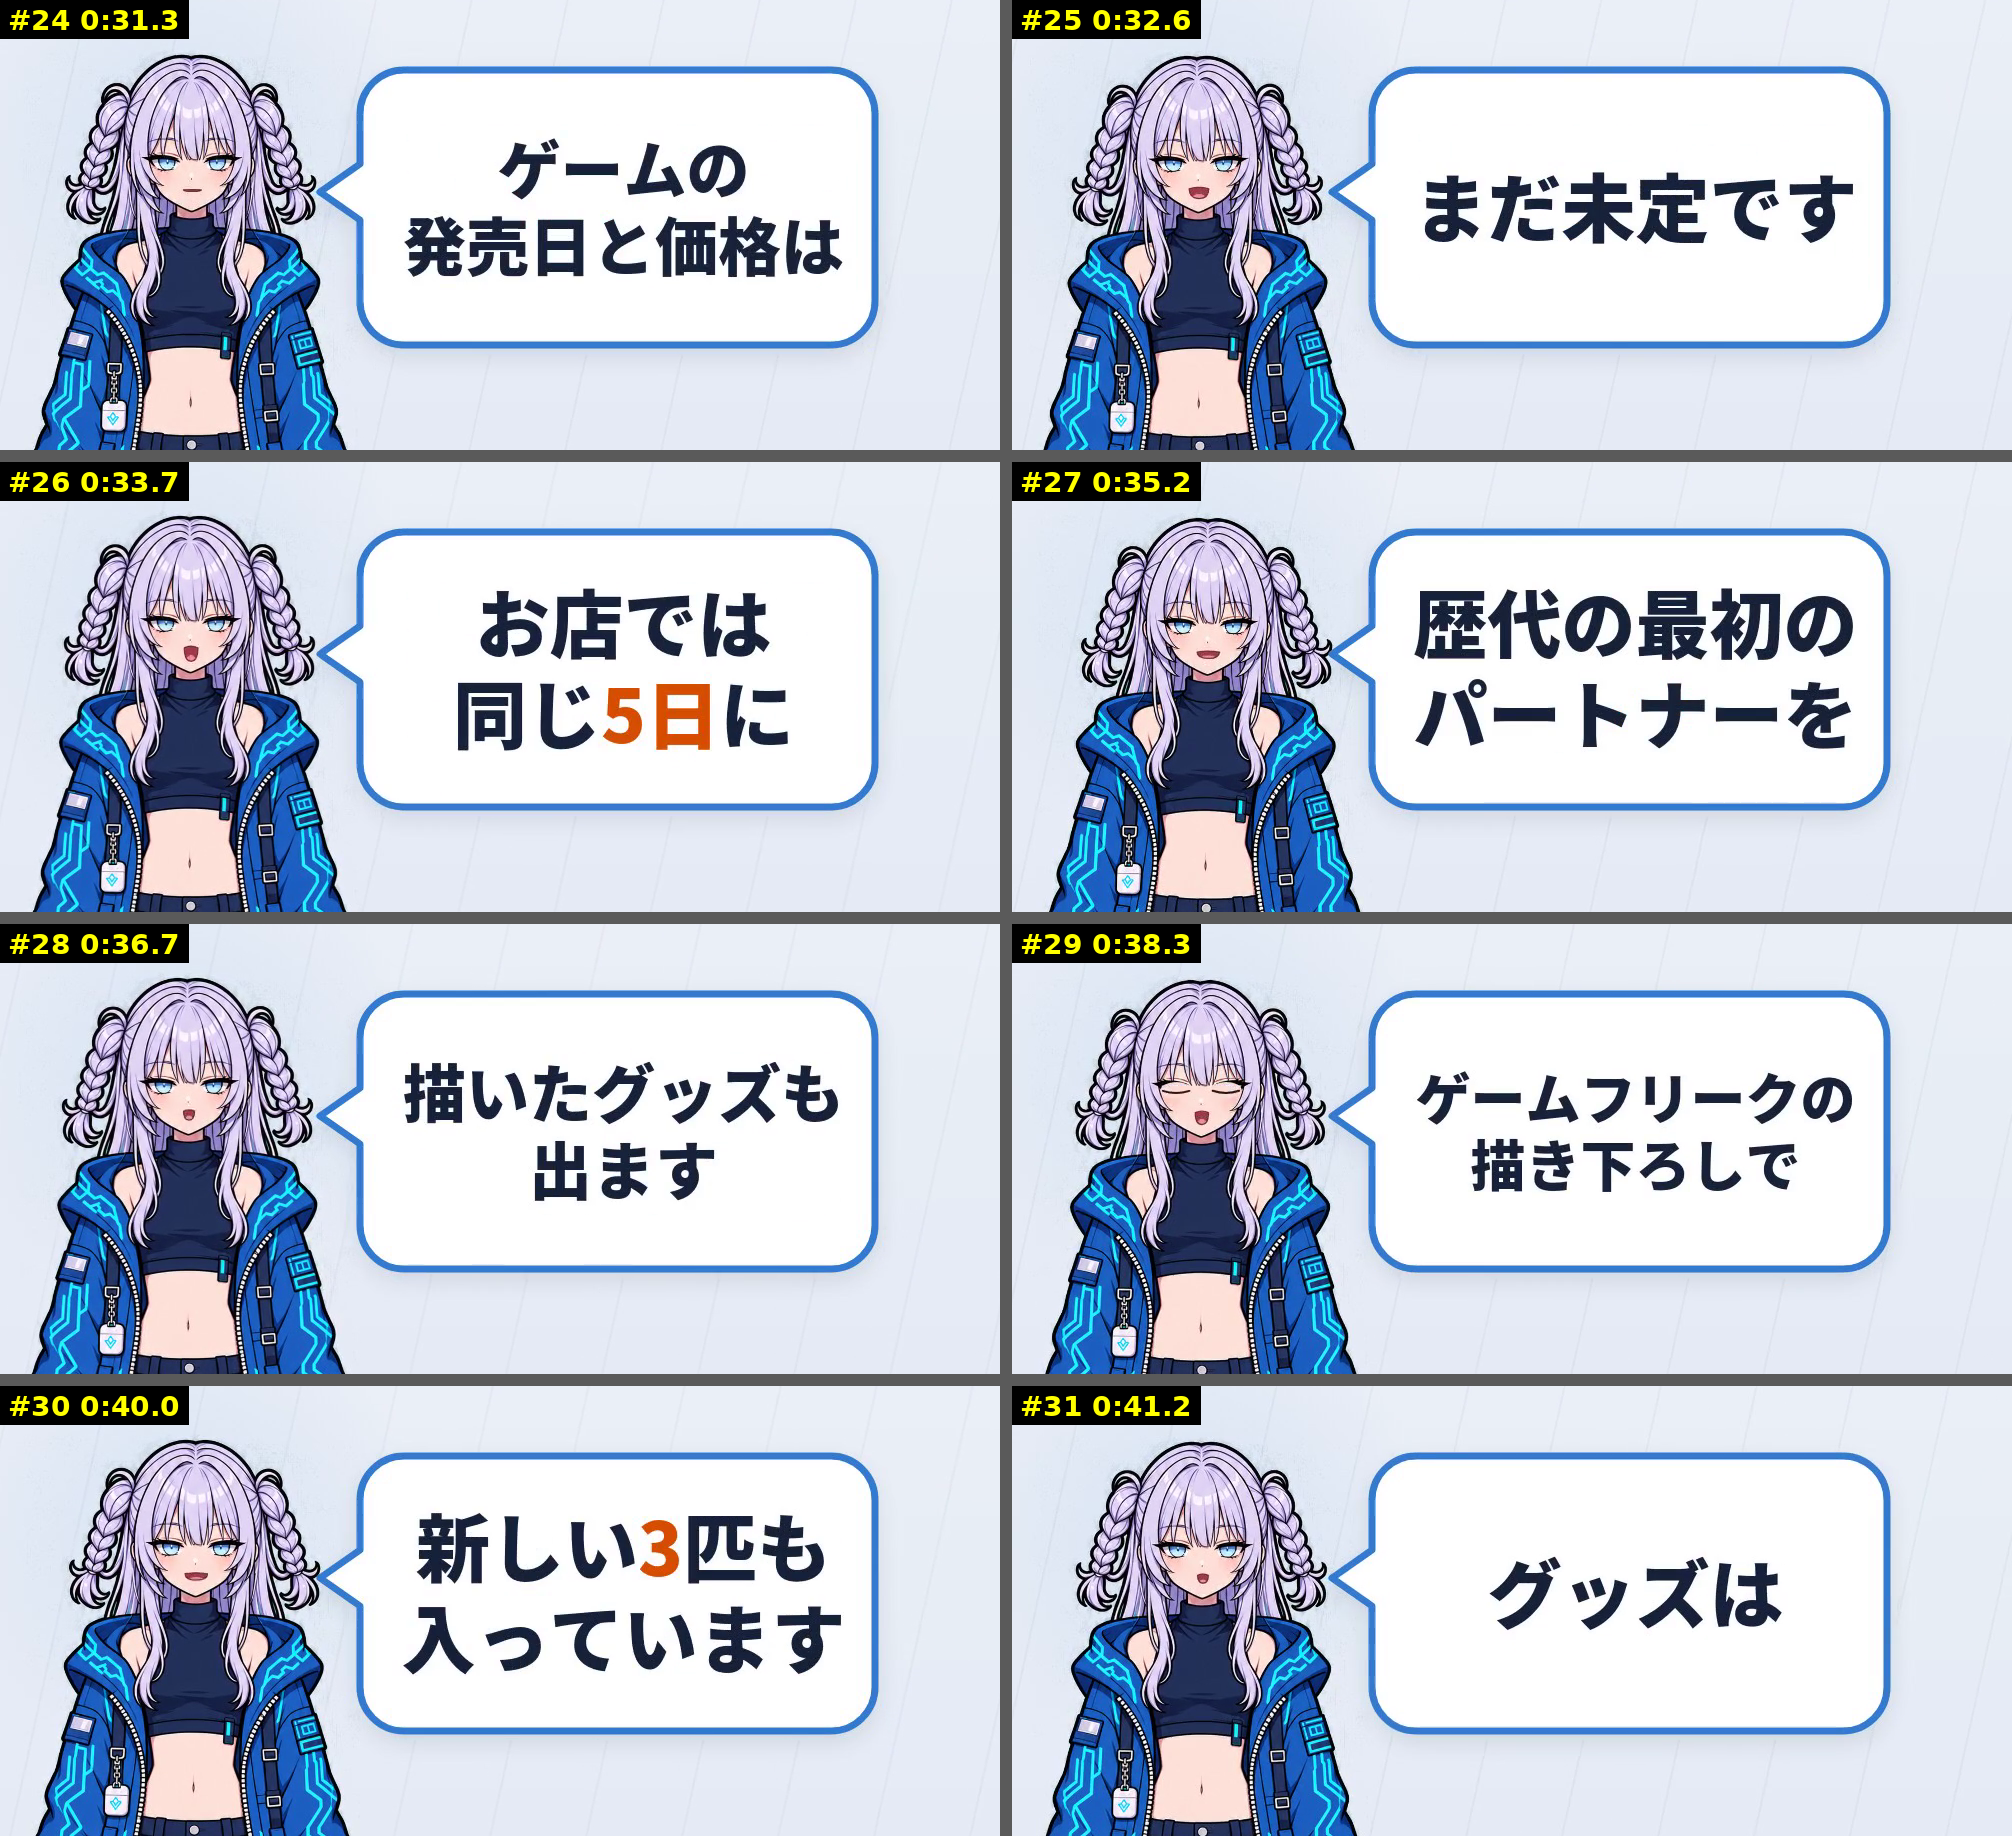 #24 0:31.3
ゲームの
発売日と価格は
#25 0:32.6
まだ未定です
#26 0:33.7
お店では
同じ5日に
#27 0:35.2
歴代の最初の
パートナーを
#28 0:36.7
描いたグッズも
出ます
#29 0:38.3
ゲームフリークの
描き下ろしで
#30 0:40.0
新しい3匹も
入っています
#31 0:41.2
グッズは